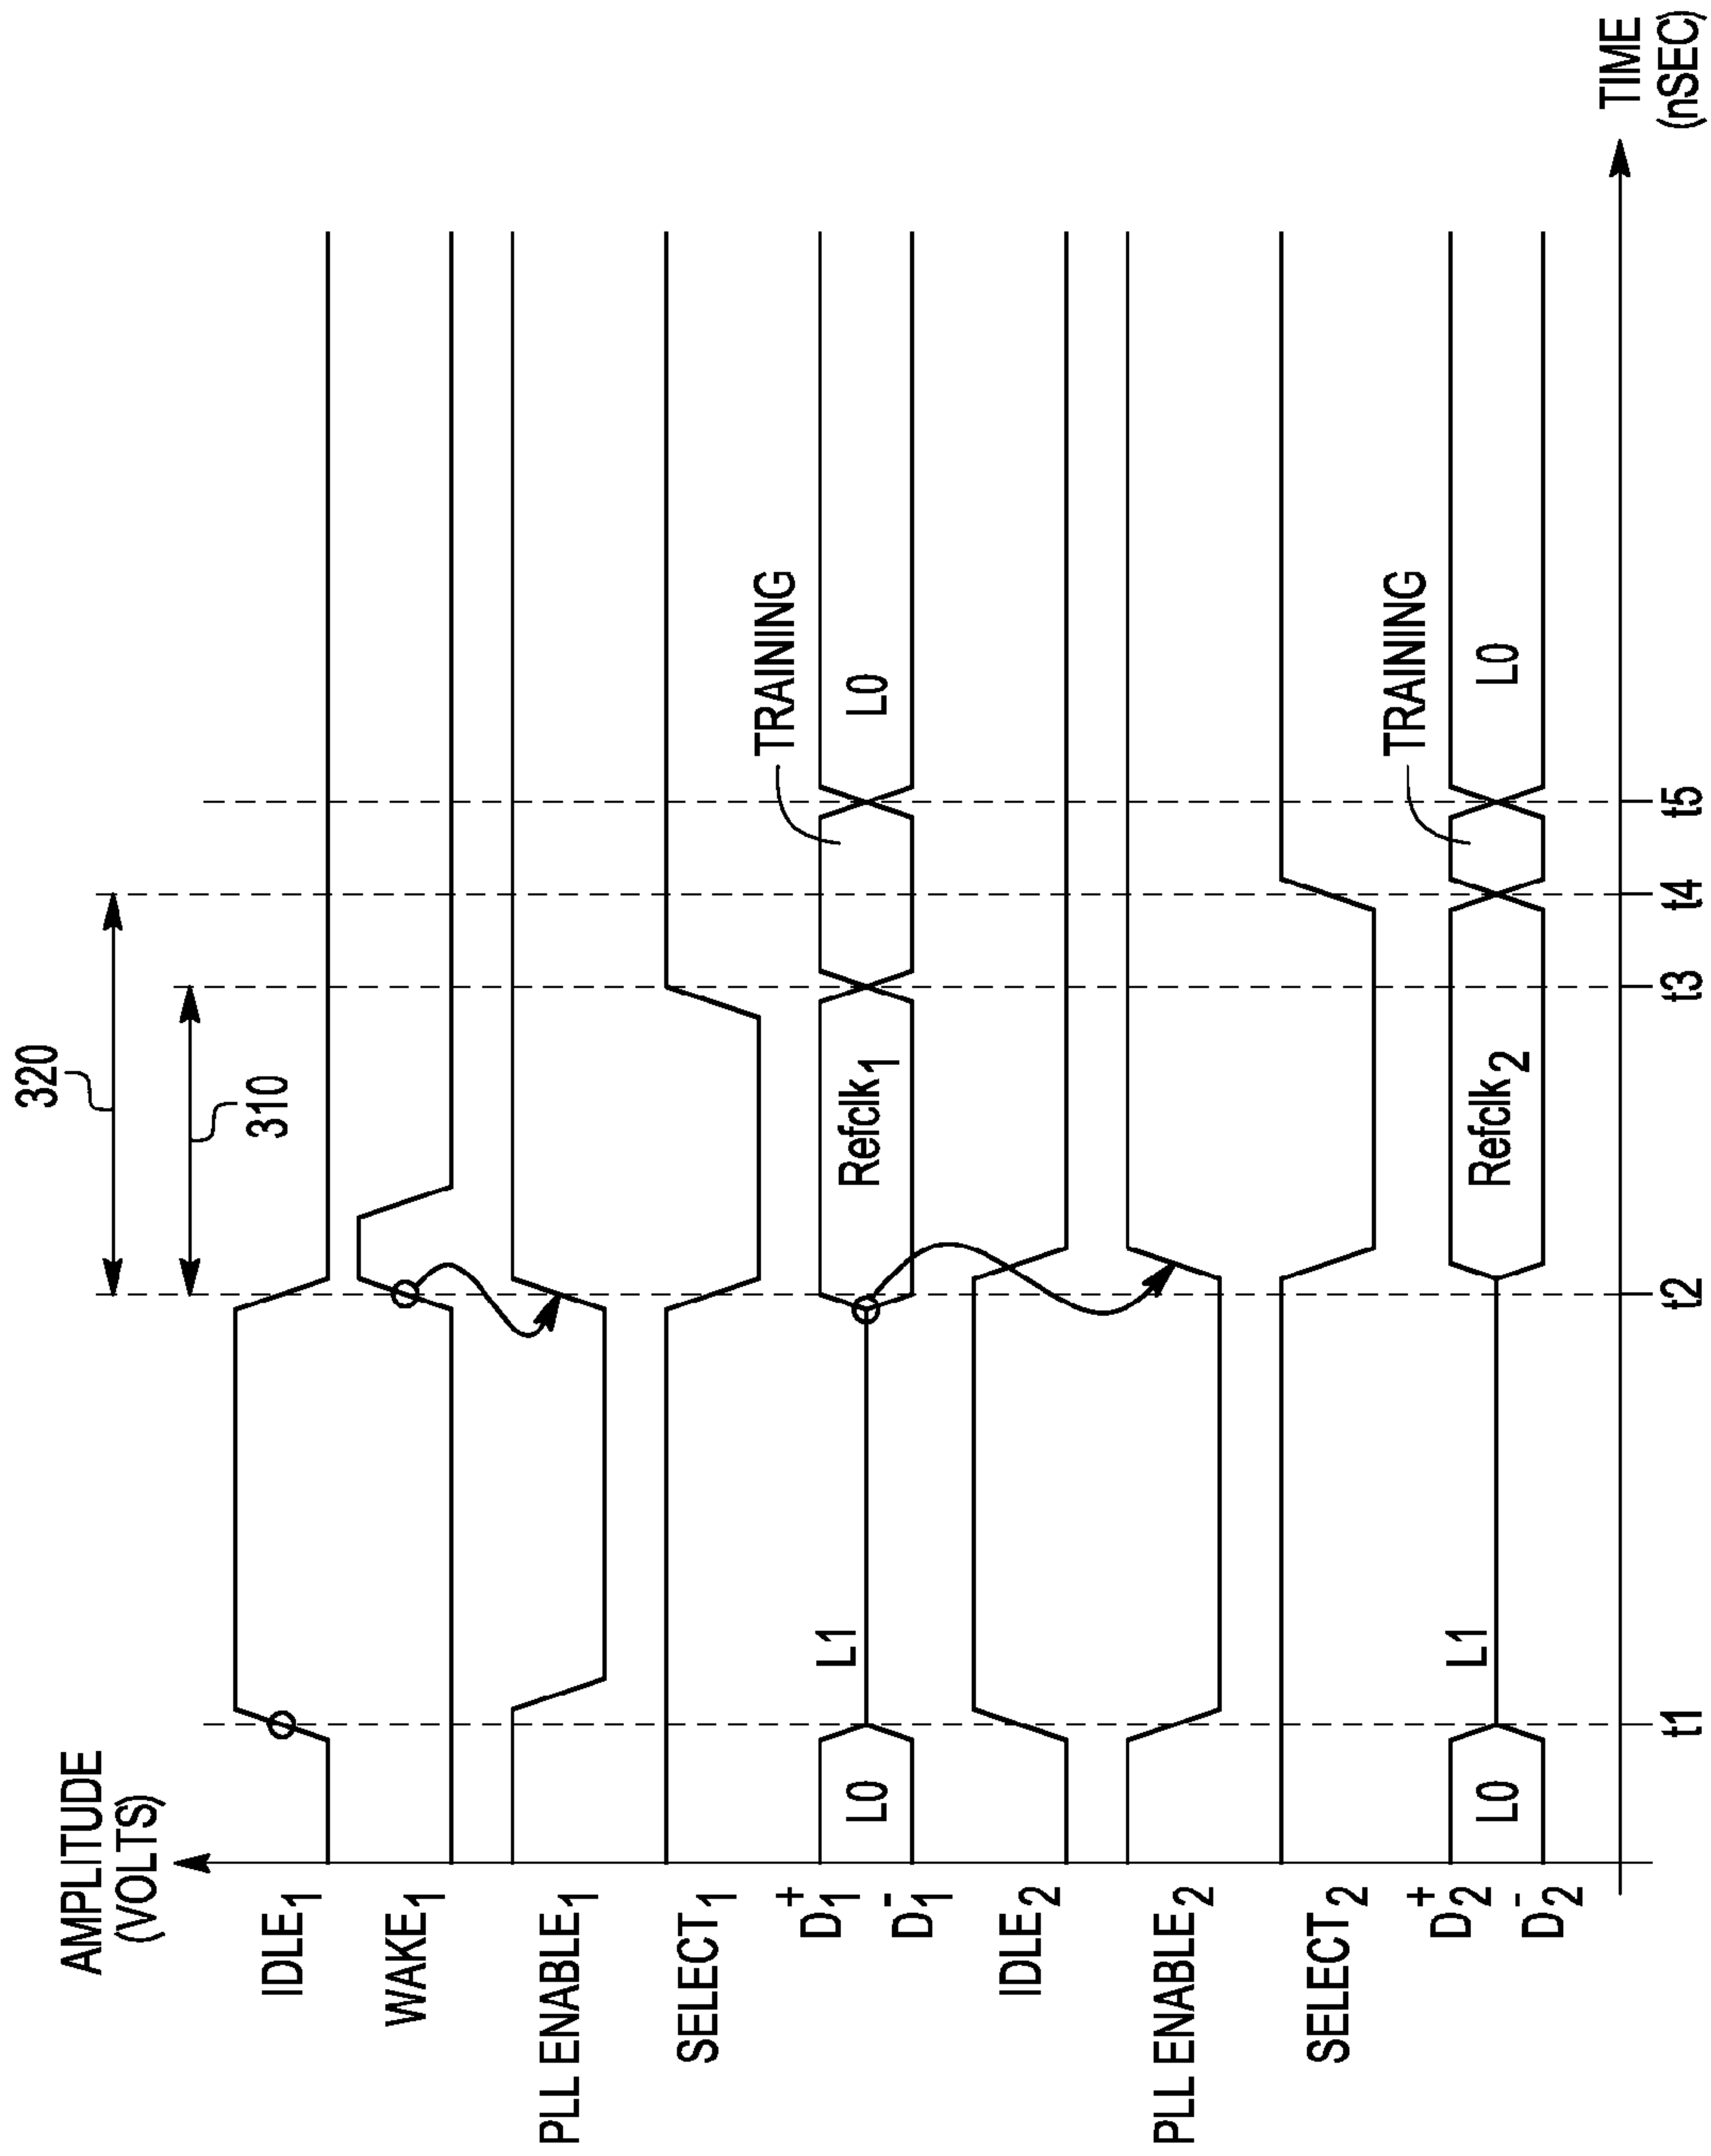 AMPLITUDE
(VOLTS)
320
310
IDLE1
WAKE1
PLL ENABLE1
SELECT1
TRAINING
D1+
D1-
L0
L1
Refclk1
L0
IDLE2
PLL ENABLE2
SELECT2
TRAINING
D2+
D2-
L0
L1
Refclk2
L0
t1
t2
t3
t4
t5
TIME
(nSEC)